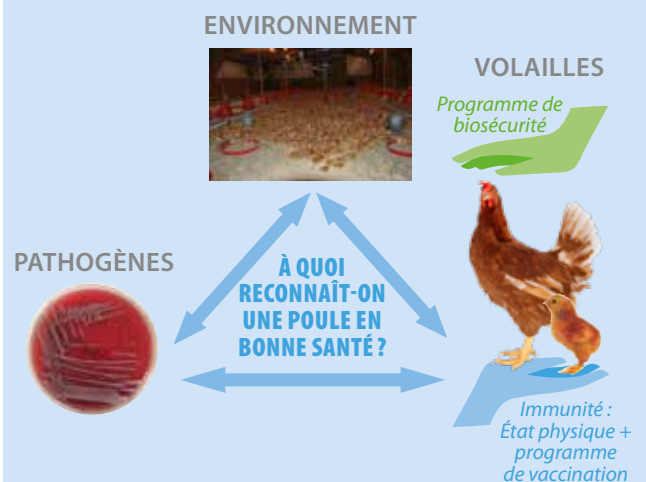 ENVIRONNEMENT
VOLAILLES
Programme de
biosécurité
PATHOGÈNES
À QUOI
RECONNAÎT-ON
UNE POULE EN
BONNE SANTÉ ?
Immunité :
État physique +
programme
de vaccination